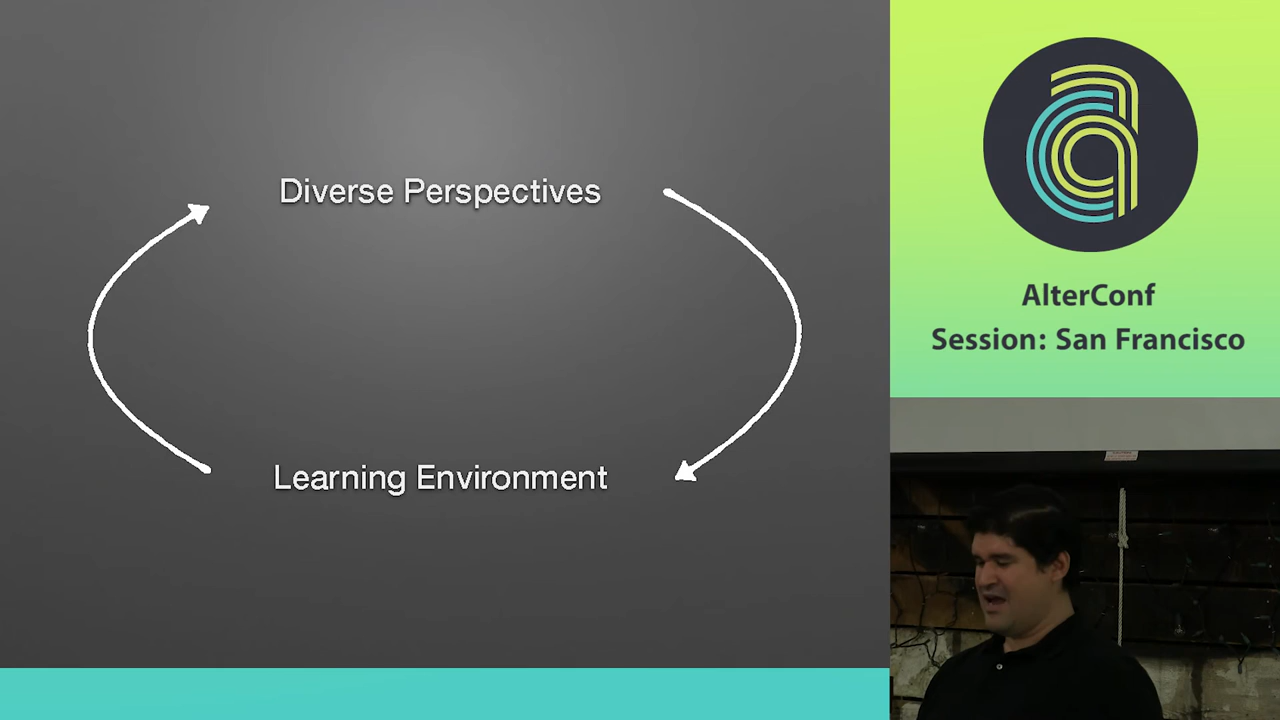 Diverse Perspectives
Learning Environment
AlterConf
Session: San Francisco